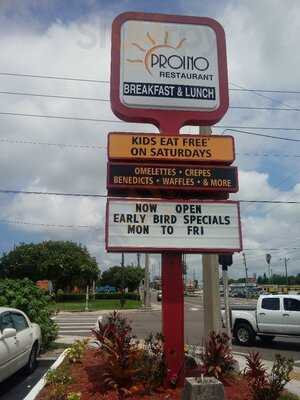 PROINO
RESTAURANT
BREAKFAST & LUNCH
KIDS EAT FREE*
ON SATURDAYS
OMELETTES • CREPES
BENEDICTS • WAFFLES • & MORE
NOW OPEN
EARLY BIRD SPECIALS
MON TO FRI